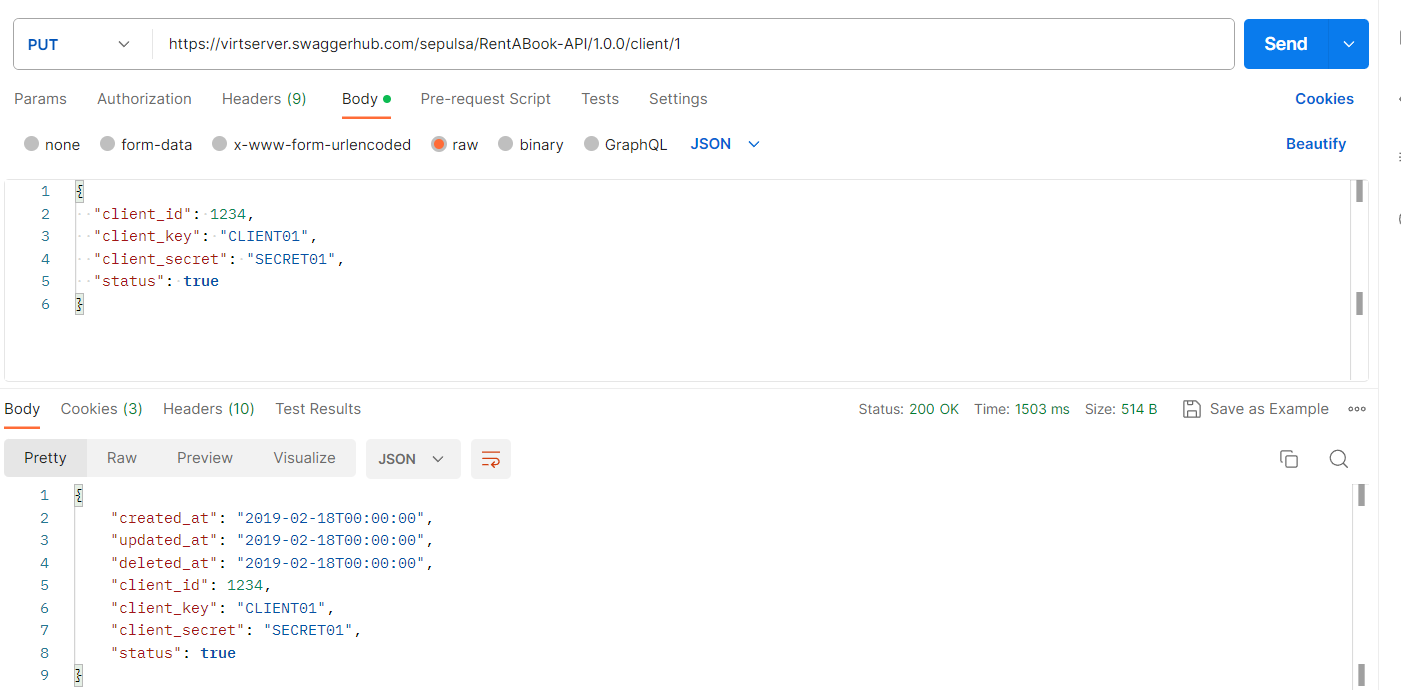 PUT https://virtserver.swaggerhub.com/sepulsa/RentABook-API/1.0.0/client/1 Send
Params Authorization Headers (9) Body Pre-request Script Tests Settings Cookies
none form-data x-www-form-urlencoded raw binary GraphQL JSON Beautify
1 {
2 "client_id": 1234,
3 "client_key": "CLIENT01",
4 "client_secret": "SECRET01",
5 "status": true
6 }
Body Cookies (3) Headers (10) Test Results Status: 200 OK Time: 1503 ms Size: 514 B Save as Example
Pretty Raw Preview Visualize JSON
1 {
2 "created_at": "2019-02-18T00:00:00",
3 "updated_at": "2019-02-18T00:00:00",
4 "deleted_at": "2019-02-18T00:00:00",
5 "client_id": 1234,
6 "client_key": "CLIENT01",
7 "client_secret": "SECRET01",
8 "status": true
9 }